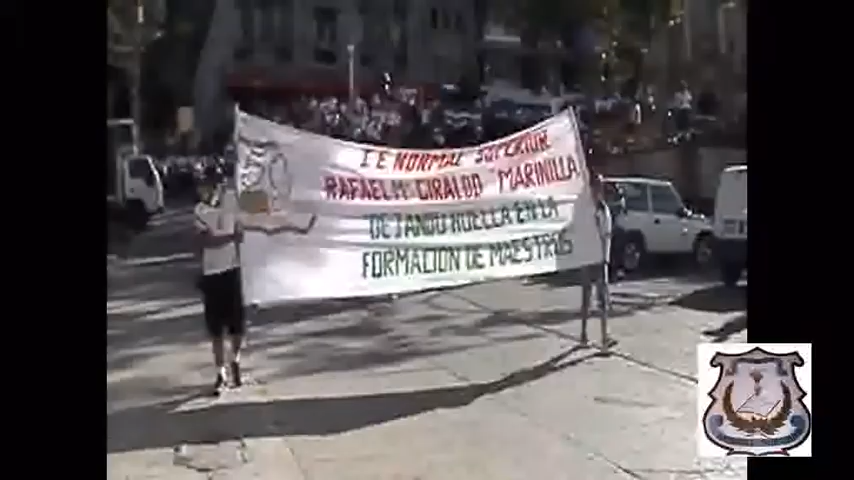 I E NORMAL SUPERIOR
RAFAEL M. GIRALDO - MARINILLA
DEJANDO HUELLA EN LA
FORMACION DE MAESTROS